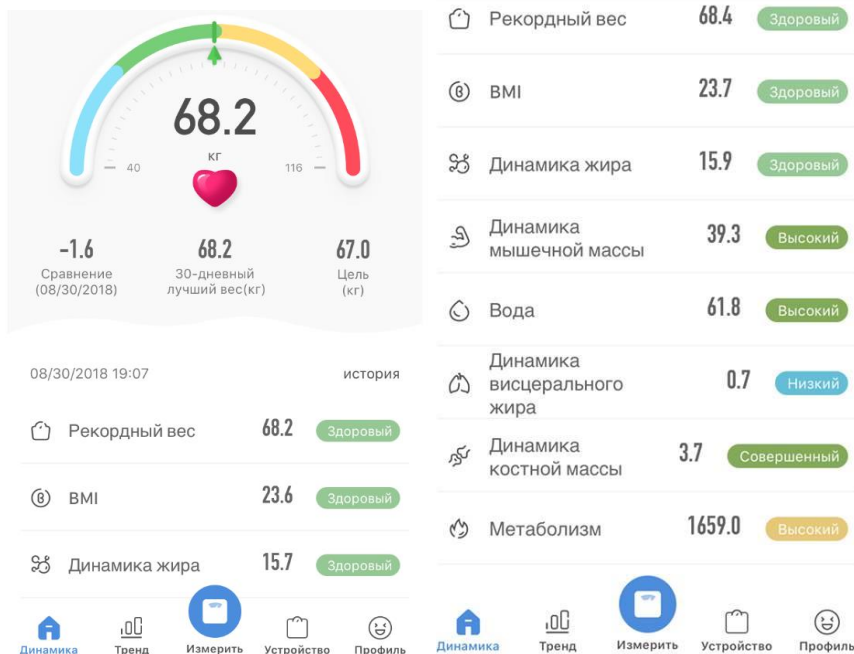 68.2
кг
40
116
-1.6
68.2
67.0
Сравнение
(08/30/2018)
30-дневный
лучший вес(кг)
Цель
(кг)
08/30/2018 19:07
история
Рекордный вес 68.2 Здоровый
BMI 23.6 Здоровый
Динамика жира 15.7 Здоровый
Динамика
Тренд
Измерить
Устройство
Профиль
Рекордный вес 68.4 Здоровый
BMI 23.7 Здоровый
Динамика жира 15.9 Здоровый
Динамика
мышечной массы 39.3 Высокий
Вода 61.8 Высокий
Динамика
висцерального 0.7 Низкий
жира
Динамика
костной массы 3.7 Совершенный
Метаболизм 1659.0 Высокий
Динамика
Тренд
Измерить
Устройство
Профиль